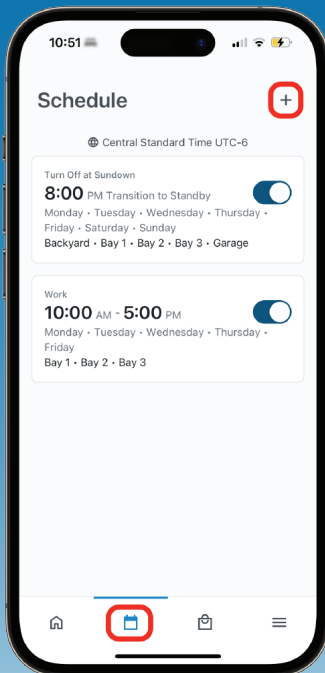 10:51
Schedule
+
Central Standard Time UTC-6
Turn Off at Sundown
8:00 PM Transition to Standby
Monday • Tuesday • Wednesday • Thursday •
Friday • Saturday • Sunday
Backyard • Bay 1 • Bay 2 • Bay 3 • Garage
Work
10:00 AM - 5:00 PM
Monday • Tuesday • Wednesday • Thursday •
Friday
Bay 1 • Bay 2 • Bay 3